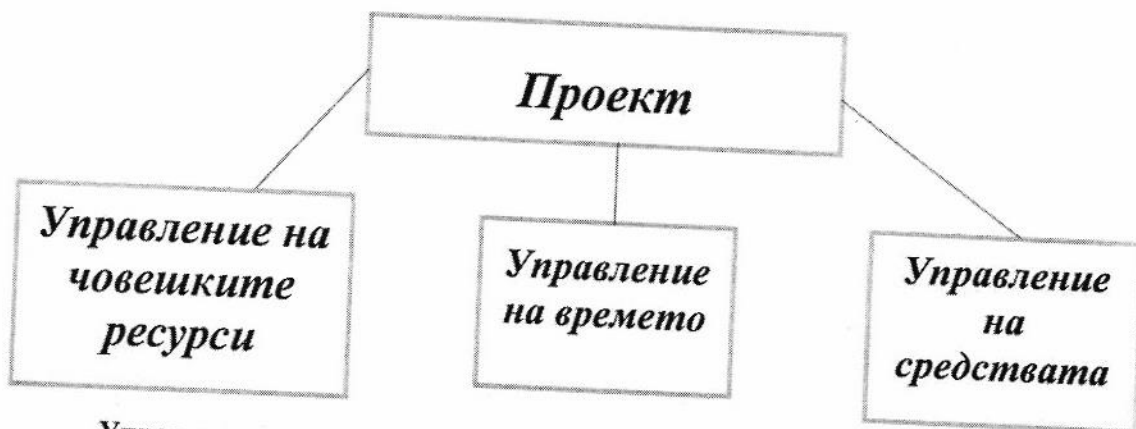 Проект
Управление на
човешките
ресурси
Управление
на времето
Управление
на
средствата